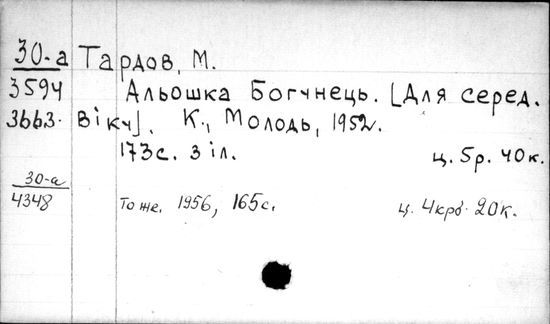 30-а Тардов, М.
3594 Альошка Богчнець. [Для серед.
3663. Вікч]. К., Молодь, 1952.
173с. з іл. ц. 5р. 40к.
30-а
4348 То же. 1956, 165с. ц. 4крб. 20к.